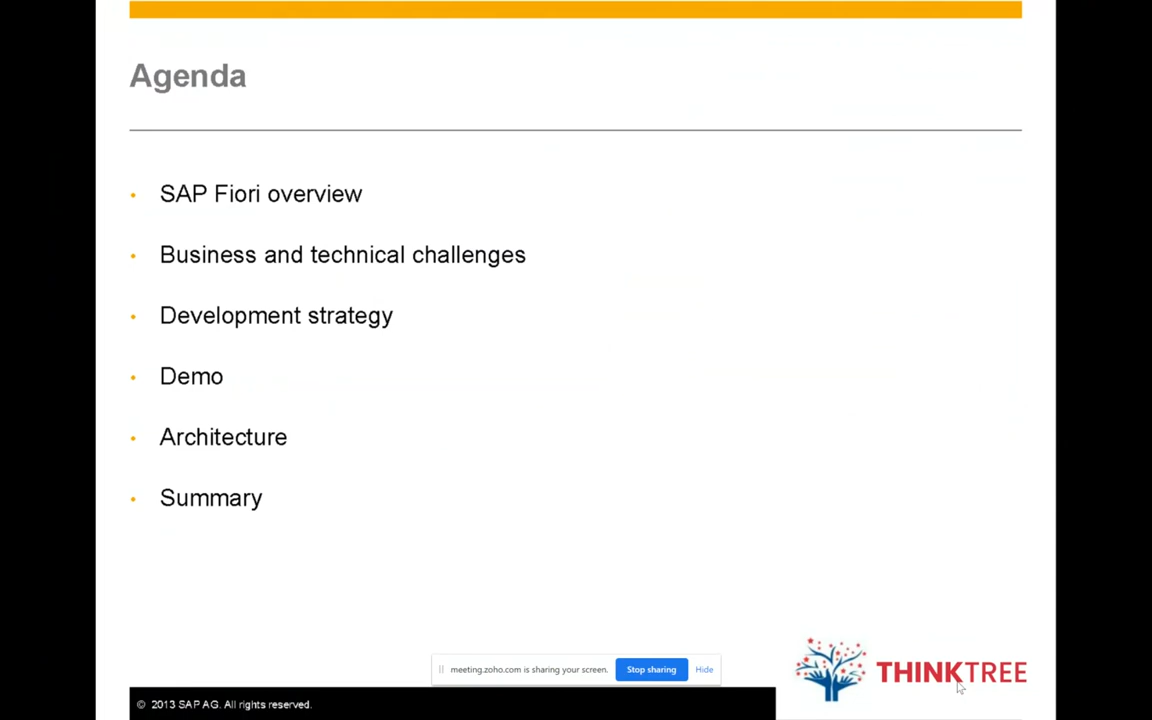 Agenda
• SAP Fiori overview
• Business and technical challenges
• Development strategy
• Demo
• Architecture
• Summary
meeting.zoho.com is sharing your screen. Stop sharing Hide
THINKTREE
© 2013 SAP AG. All rights reserved.